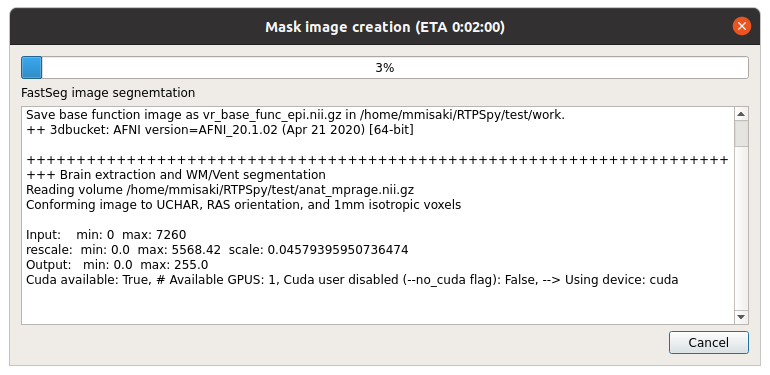 Mask image creation (ETA 0:02:00)
3%
FastSeg image segnemtation
Save base function image as vr_base_func_epi.nii.gz in /home/mmisaki/RTPSpy/test/work.
++ 3dbucket: AFNI version=AFNI_20.1.02 (Apr 21 2020) [64-bit]
++++++++++++++++++++++++++++++++++++++++++++++++++++++++++++++++++++++
+++ Brain extraction and WM/Vent segmentation
Reading volume /home/mmisaki/RTPSpy/test/anat_mprage.nii.gz
Conforming image to UCHAR, RAS orientation, and 1mm isotropic voxels
Input:    min: 0  max: 7260
rescale:  min: 0.0  max: 5568.42  scale: 0.04579395950736474
Output:   min: 0.0  max: 255.0
Cuda available: True, # Available GPUS: 1, Cuda user disabled (--no_cuda flag): False, --> Using device: cuda
Cancel